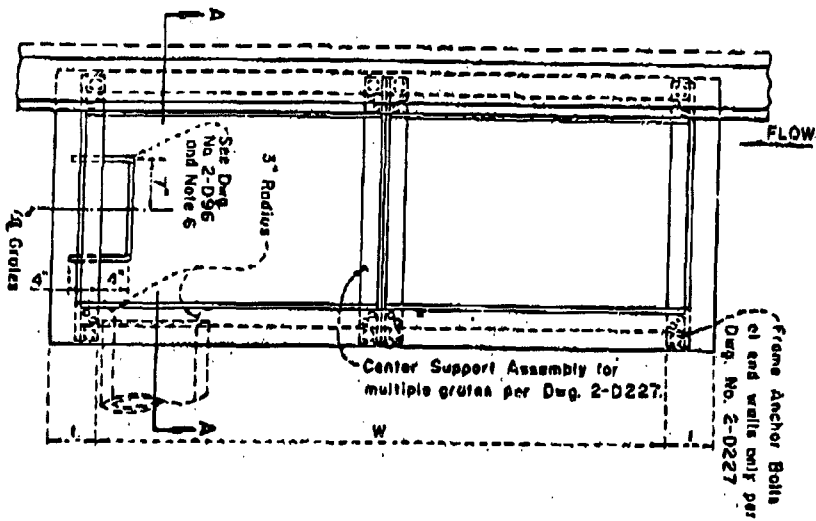 A
FLOW
See Dwg.
No 2-D96
and Note 6
7"
3" Radius
℄ Grates
4" 4"
Center Support Assembly for
multiple grates per Dwg. 2-D227.
Frame Anchor Bolts
at end walls only per
Dwg. No. 2-D227
A
t W t